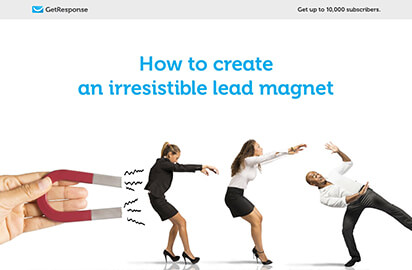 GetResponse
Get up to 10,000 subscribers.
How to create
an irresistible lead magnet